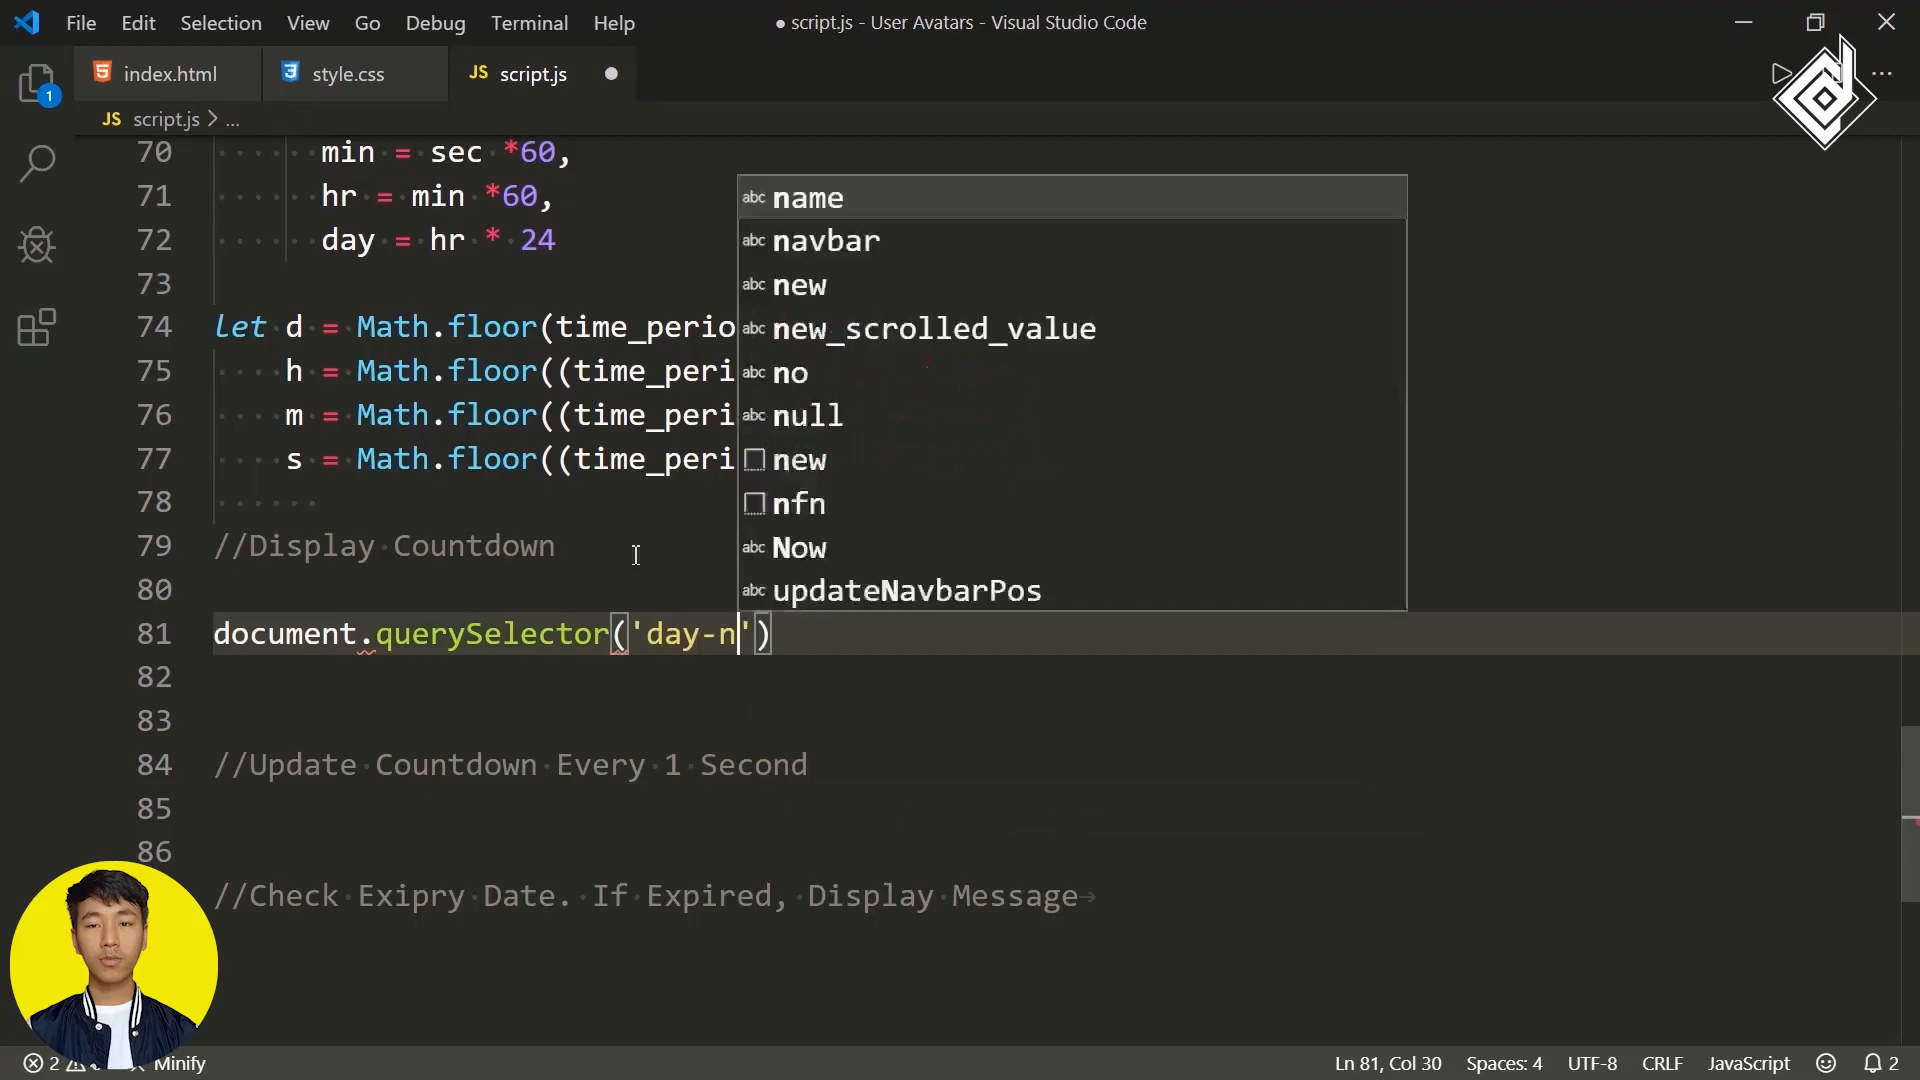 File Edit Selection View Go Debug Terminal Help
● script.js - User Avatars - Visual Studio Code
index.html
style.css
JS script.js
1
JS script.js > ...
70 min = sec *60,
71 hr = min *60,
72 day = hr * 24
73
74 let d = Math.floor(time_perio
75 h = Math.floor((time_peri
76 m = Math.floor((time_peri
77 s = Math.floor((time_peri
78
79 //Display Countdown
80
81 document.querySelector('day-n')
82
83
84 //Update Countdown Every 1 Second
85
86
//Check Exipry Date. If Expired, Display Message
abc name
abc navbar
abc new
abc new_scrolled_value
abc no
abc null
new
nfn
abc Now
abc updateNavbarPos
2
Minify
Ln 81, Col 30
Spaces: 4
UTF-8
CRLF
JavaScript
2